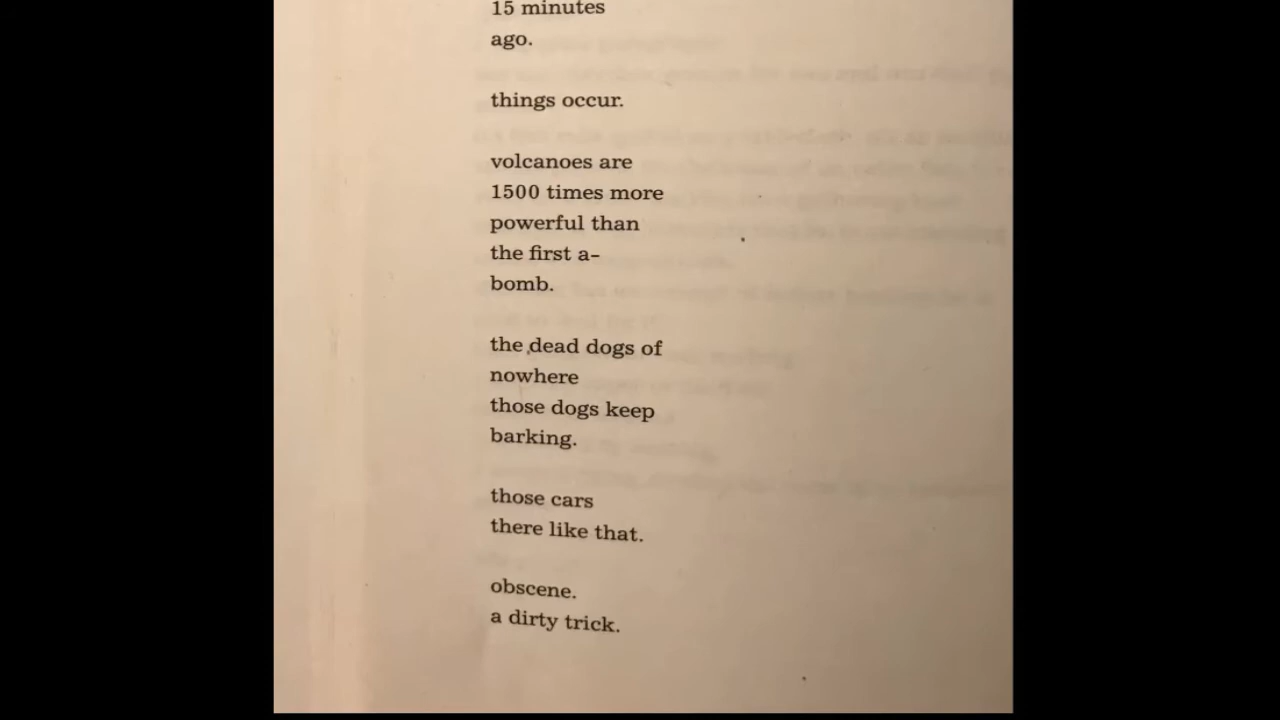 15 minutes
ago.
things occur.
volcanoes are
1500 times more
powerful than
the first a-
bomb.
the dead dogs of
nowhere
those dogs keep
barking.
those cars
there like that.
obscene.
a dirty trick.